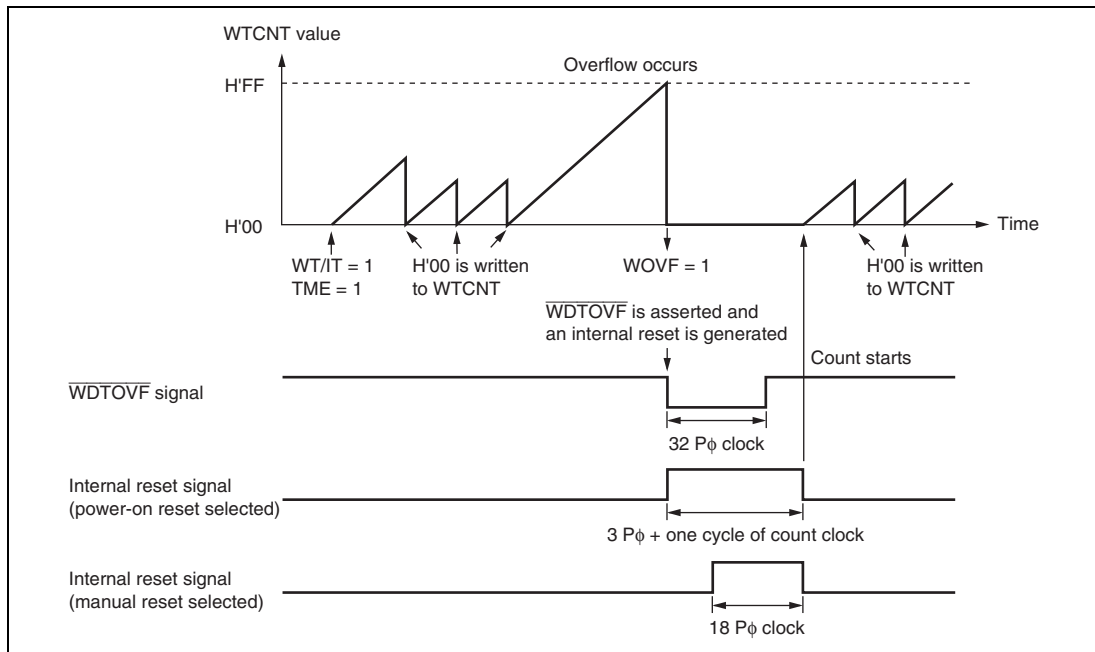 WTCNT value
Overflow occurs
H'FF
H'00
Time
WT/IT = 1
TME = 1
H'00 is written
to WTCNT
WOVF = 1
H'00 is written
to WTCNT
WDTOVF is asserted and
an internal reset is generated
Count starts
WDTOVF signal
32 Pϕ clock
Internal reset signal
(power-on reset selected)
3 Pϕ + one cycle of count clock
Internal reset signal
(manual reset selected)
18 Pϕ clock